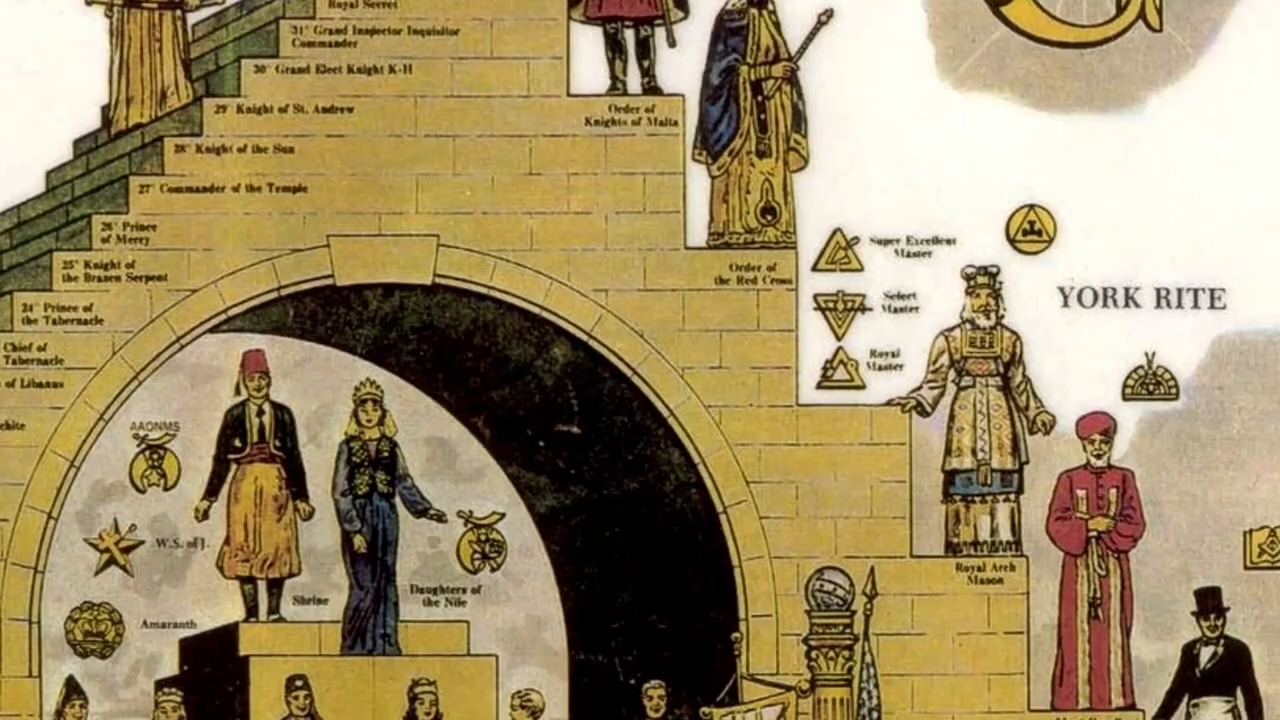 Royal Secret
31° Grand Inspector Inquisitor
Commander
30° Grand Elect Knight K-H
29° Knight of St. Andrew
28° Knight of the Sun
27° Commander of the Temple
26° Prince
of Mercy
25° Knight of
the Brazen Serpent
24° Prince of
the Tabernacle
Chief of
Tabernacle
of Libanus
chite
Order of
Knights of Malta
Order of
the Red Cross
Super Excellent
Master
Select
Master
Royal
Master
YORK RITE
Royal Arch
Mason
AAONMS
W.S. of J.
Amaranth
Shrine
Daughters of
the Nile
G